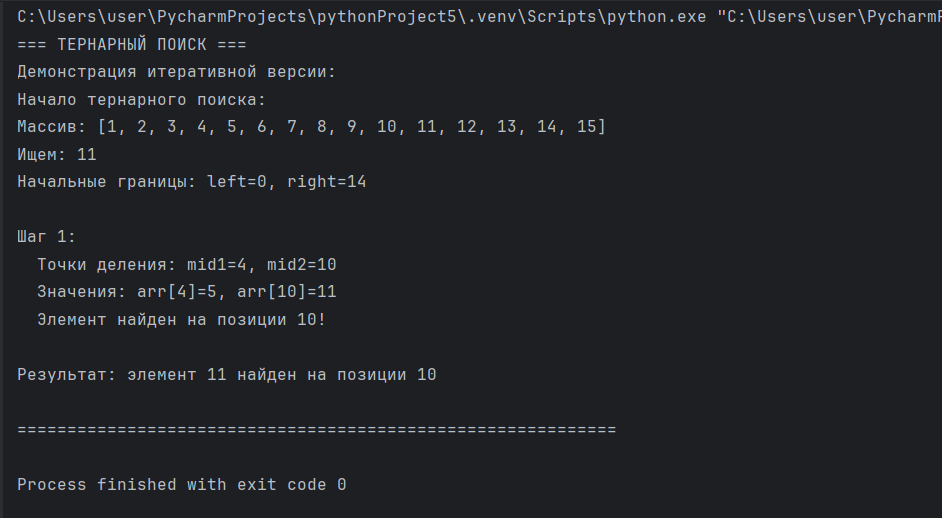 C:\Users\user\PycharmProjects\pythonProject5\.venv\Scripts\python.exe "C:\Users\user\PycharmP
=== ТЕРНАРНЫЙ ПОИСК ===
Демонстрация итеративной версии:
Начало тернарного поиска:
Массив: [1, 2, 3, 4, 5, 6, 7, 8, 9, 10, 11, 12, 13, 14, 15]
Ищем: 11
Начальные границы: left=0, right=14
Шаг 1:
Точки деления: mid1=4, mid2=10
Значения: arr[4]=5, arr[10]=11
Элемент найден на позиции 10!
Результат: элемент 11 найден на позиции 10
============================================================
Process finished with exit code 0